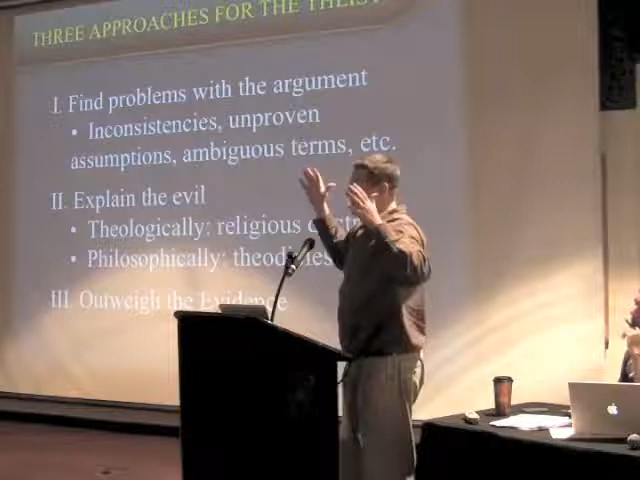 THREE APPROACHES FOR THE THEIST
I. Find problems with the argument
• Inconsistencies, unproven
assumptions, ambiguous terms, etc.
II. Explain the evil
• Theologically: religious
• Philosophically: theodicies
III. Outweigh the Evidence